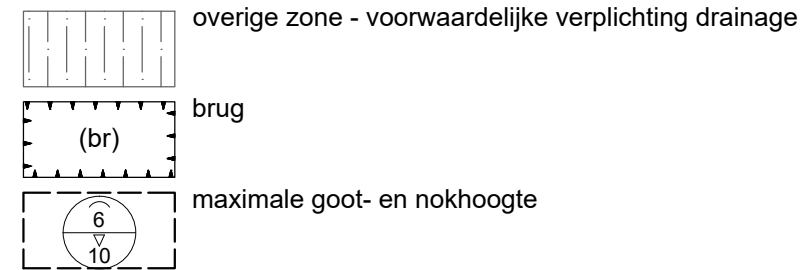 overige zone - voorwaardelijke verplichting drainage
brug
(br)
maximale goot- en nokhoogte
6
10